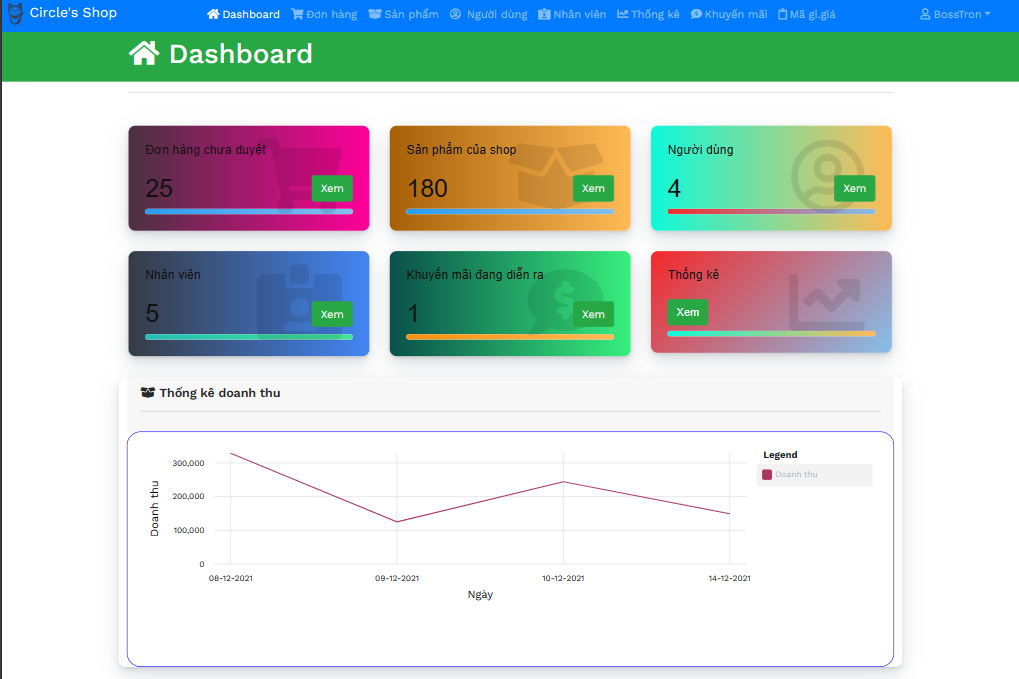 Circle's Shop
Dashboard Đơn hàng Sản phẩm Người dùng Nhân viên Thống kê Khuyến mãi Mã gi.giá BossTron
Dashboard
Đơn hàng chưa duyệt
25
Xem
Sản phẩm của shop
180
Xem
Người dùng
4
Xem
Nhân viên
5
Xem
Khuyến mãi đang diễn ra
1
Xem
Thống kê
Xem
Thống kê doanh thu
Legend
Doanh thu
Doanh thu
300,000
200,000
100,000
0
08-12-2021 09-12-2021 10-12-2021 14-12-2021
Ngày